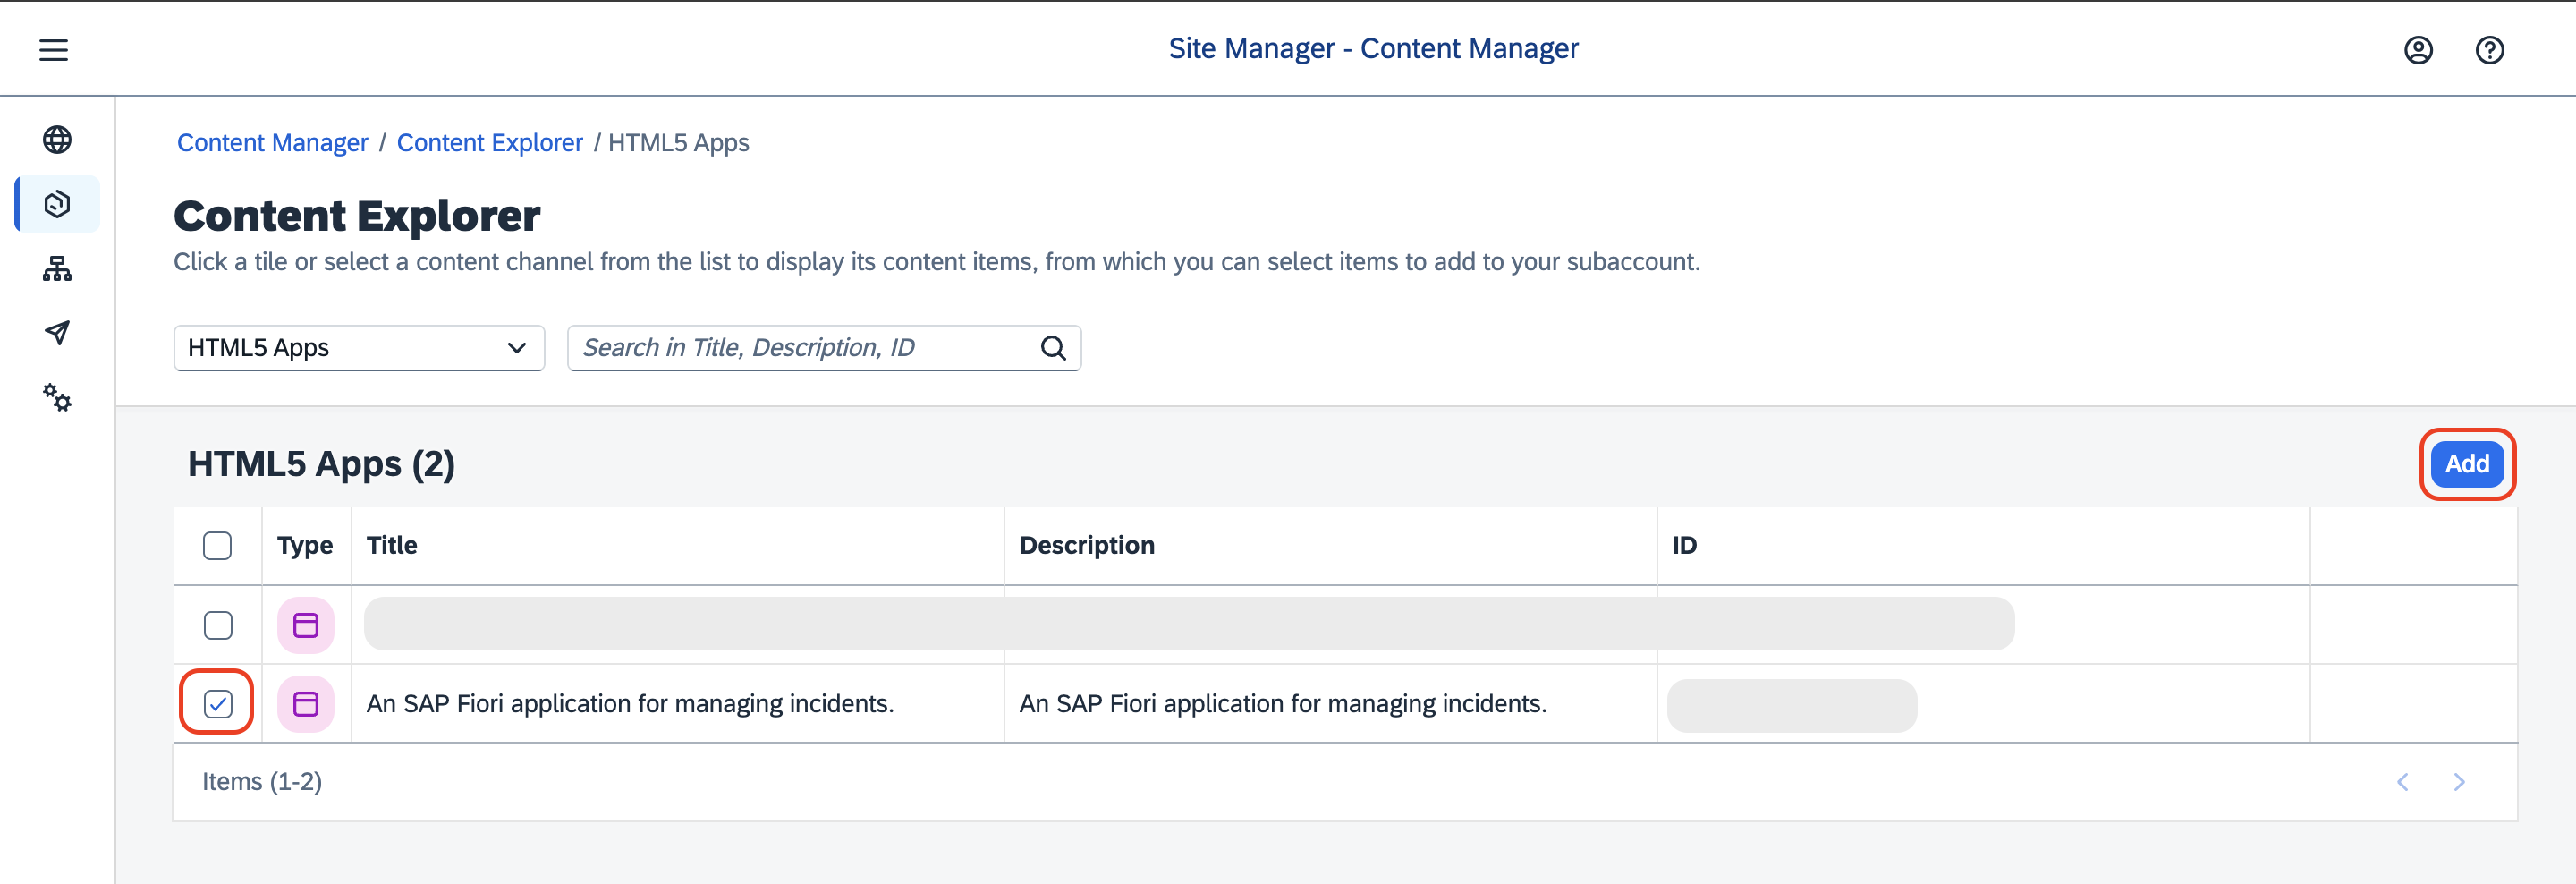 Site Manager - Content Manager
Content Manager / Content Explorer / HTML5 Apps
Content Explorer
Click a tile or select a content channel from the list to display its content items, from which you can select items to add to your subaccount.
HTML5 Apps
Search in Title, Description, ID
HTML5 Apps (2)
Add
Type Title Description ID
An SAP Fiori application for managing incidents. An SAP Fiori application for managing incidents.
Items (1-2)